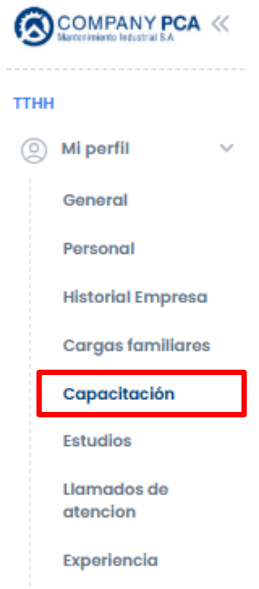 COMPANY PCA
Mantenimiento Industrial S.A.
TTHH
Mi perfil
General
Personal
Historial Empresa
Cargas familiares
Capacitación
Estudios
Llamados de
atencion
Experiencia